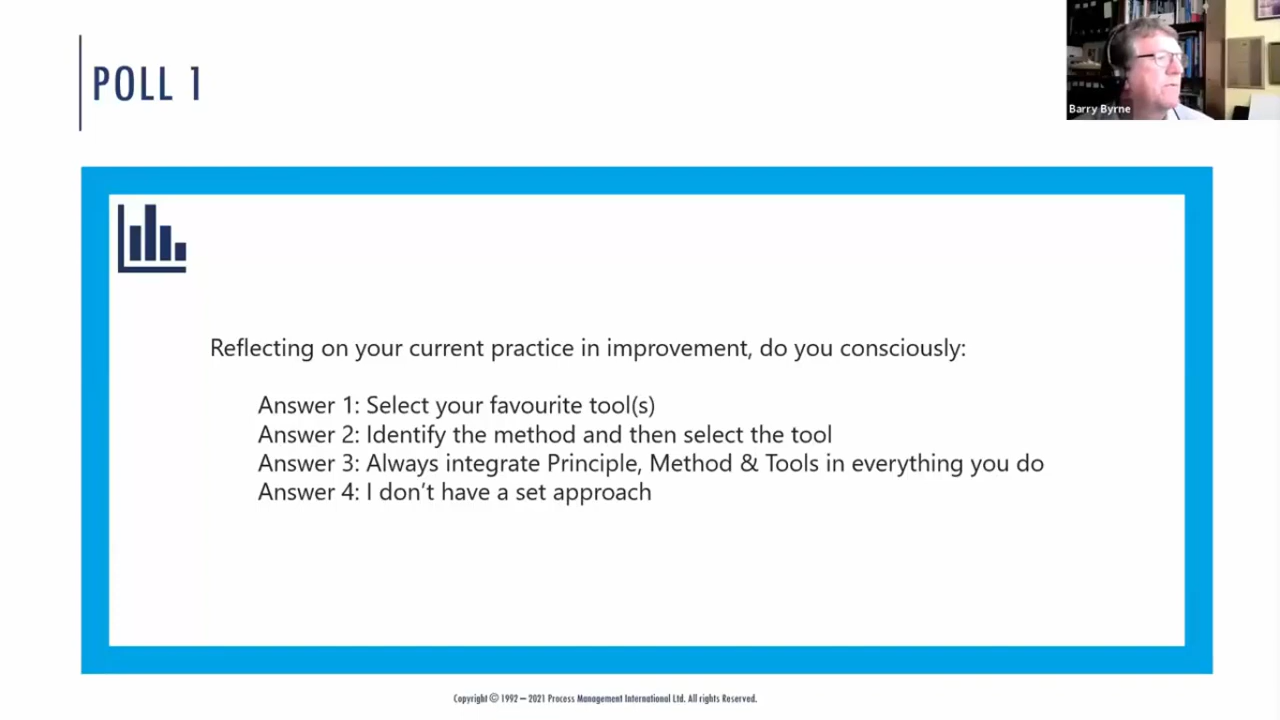 POLL 1
Barry Byrne
Reflecting on your current practice in improvement, do you consciously:
Answer 1: Select your favourite tool(s)
Answer 2: Identify the method and then select the tool
Answer 3: Always integrate Principle, Method & Tools in everything you do
Answer 4: I don't have a set approach
Copyright © 1992 – 2021 Process Management International Ltd. All rights Reserved.